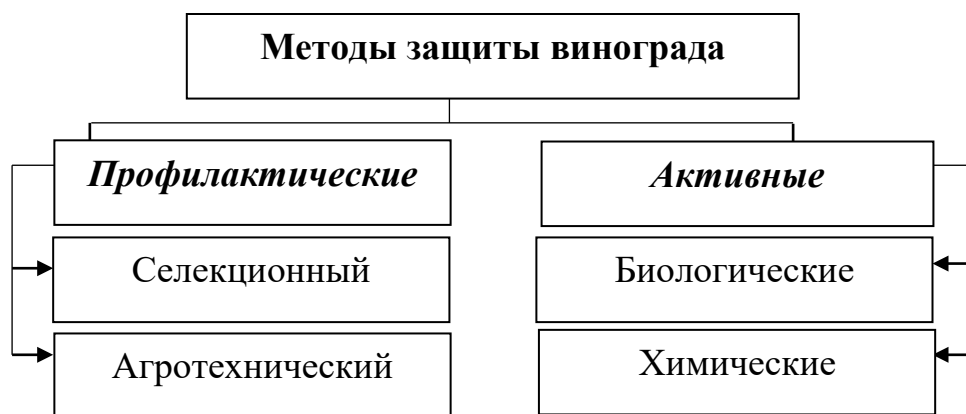 Методы защиты винограда
Профилактические
Активные
Селекционный
Биологические
Агротехнический
Химические